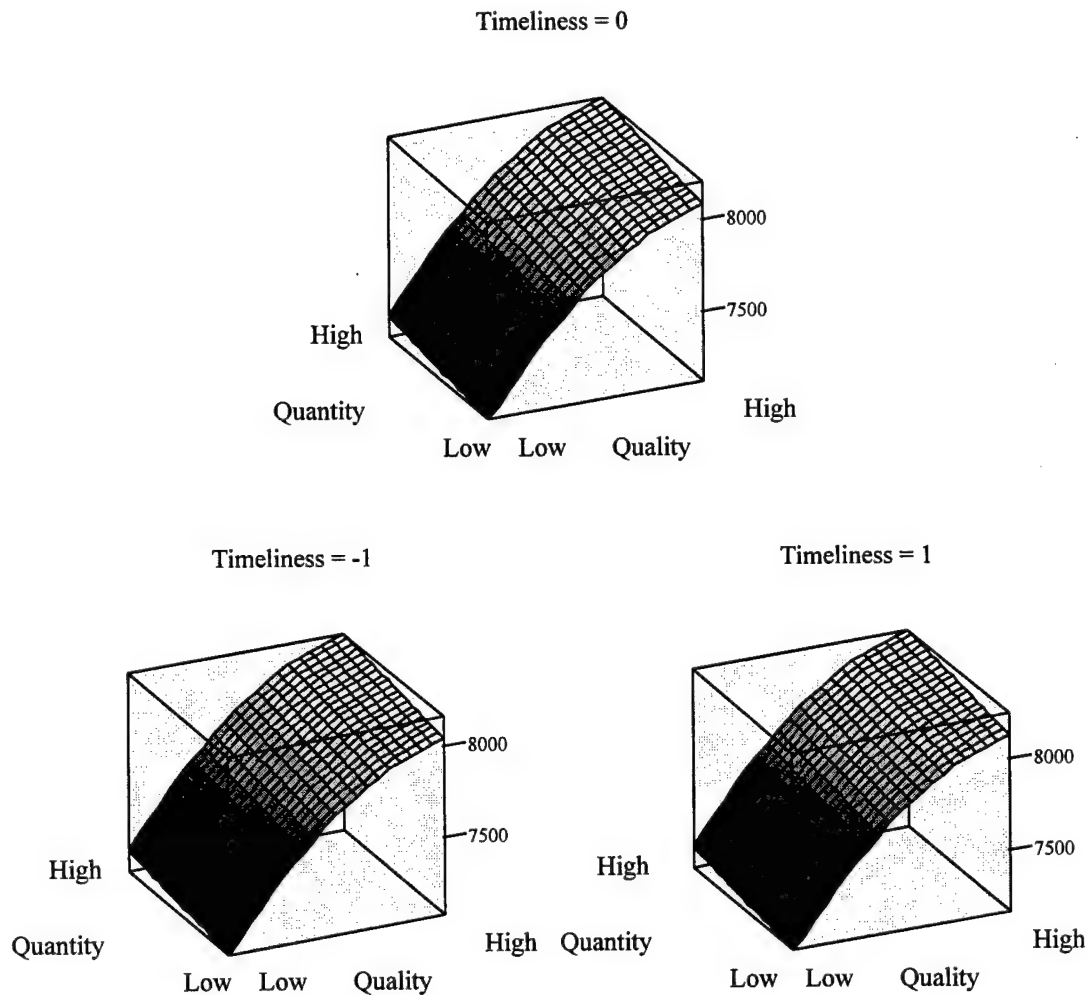 Timeliness = 0
8000
7500
High
Quantity
High
Low Low Quality
Timeliness = -1
Timeliness = 1
8000
7500
High
Quantity
High
Low Low Quality
8000
7500
High
Quantity
High
Low Low Quality